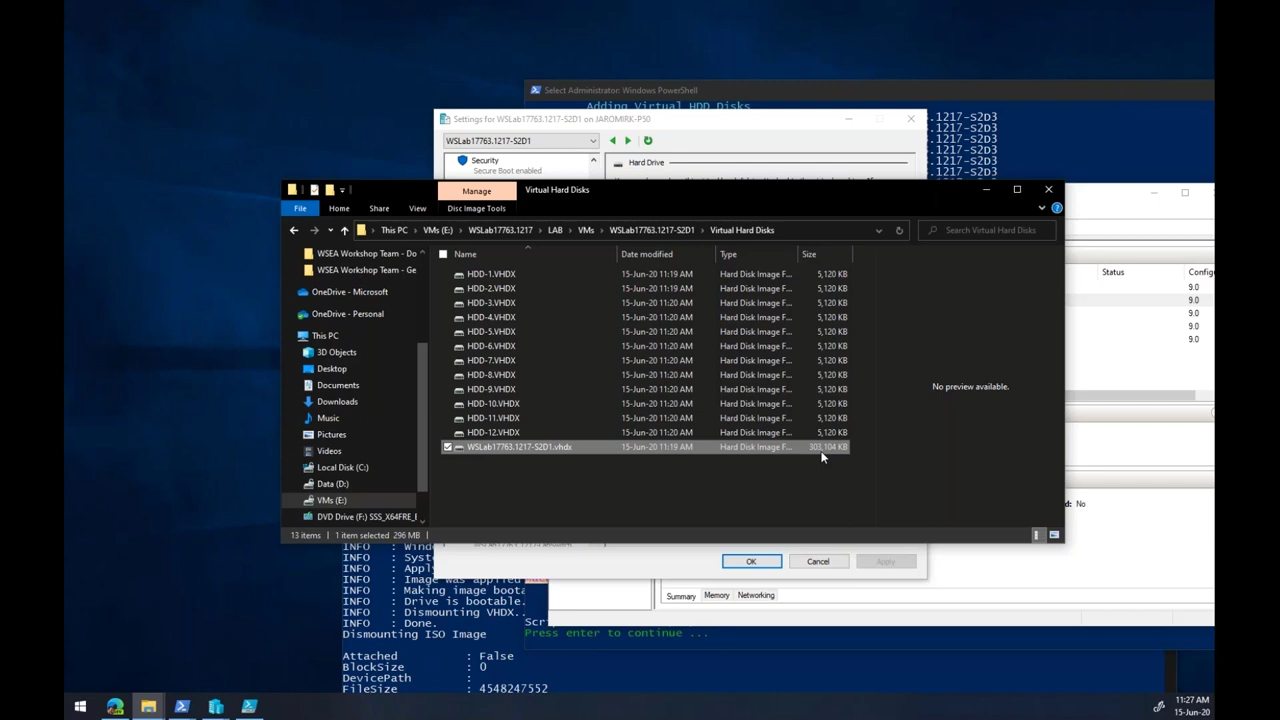 Select Administrator: Windows PowerShell
Adding Virtual HDD Disks
Settings for WSLab17763.1217-S2D1 on JAROMIRK-P50
.1217-S2D3
.1217-S2D3
.1217-S2D3
.1217-S2D3
.1217-S2D3
.1217-S2D3
WSLab17763.1217-S2D1
Security
Secure Boot enabled
Hard Drive
Manage
Virtual Hard Disks
File
Home
Share
View
Disk Image Tools
This PC
VMs (E:)
WSLab17763.1217
LAB
VMs
WSLab17763.1217-S2D1
Virtual Hard Disks
Search Virtual Hard Disks
Name
Date modified
Type
Size
WSEA Workshop Team - Do
WSEA Workshop Team - Ge
OneDrive - Microsoft
OneDrive - Personal
This PC
3D Objects
Desktop
Documents
Downloads
Music
Pictures
Videos
Local Disk (C:)
Data (D:)
VMs (E:)
DVD Drive (F:) SSS_X64FRE_E
HDD-1.VHDX 15-Jun-20 11:19 AM Hard Disk Image F... 5,120 KB
HDD-2.VHDX 15-Jun-20 11:19 AM Hard Disk Image F... 5,120 KB
HDD-3.VHDX 15-Jun-20 11:20 AM Hard Disk Image F... 5,120 KB
HDD-4.VHDX 15-Jun-20 11:20 AM Hard Disk Image F... 5,120 KB
HDD-5.VHDX 15-Jun-20 11:20 AM Hard Disk Image F... 5,120 KB
HDD-6.VHDX 15-Jun-20 11:20 AM Hard Disk Image F... 5,120 KB
HDD-7.VHDX 15-Jun-20 11:20 AM Hard Disk Image F... 5,120 KB
HDD-8.VHDX 15-Jun-20 11:20 AM Hard Disk Image F... 5,120 KB
HDD-9.VHDX 15-Jun-20 11:20 AM Hard Disk Image F... 5,120 KB
HDD-10.VHDX 15-Jun-20 11:20 AM Hard Disk Image F... 5,120 KB
HDD-11.VHDX 15-Jun-20 11:20 AM Hard Disk Image F... 5,120 KB
HDD-12.VHDX 15-Jun-20 11:20 AM Hard Disk Image F... 5,120 KB
WSLab17763.1217-S2D1.vhdx 15-Jun-20 11:19 AM Hard Disk Image F... 303,104 KB
No preview available.
Status
Configu
9.0
9.0
9.0
9.0
9.0
d: No
13 items 1 item selected 296 MB
OK
Cancel
Apply
Summary
Memory
Networking
INFO : Windo
INFO : Syste
INFO : Apply
INFO : Image was applied
INFO : Making image boota
INFO : Drive is bootable.
INFO : Dismounting VHDX..
INFO : Done.
Dismounting ISO Image
Scr
Press enter to continue ...
Attached : False
BlockSize : 0
DevicePath :
FileSize : 4548247552
11:27 AM
15-Jun-20